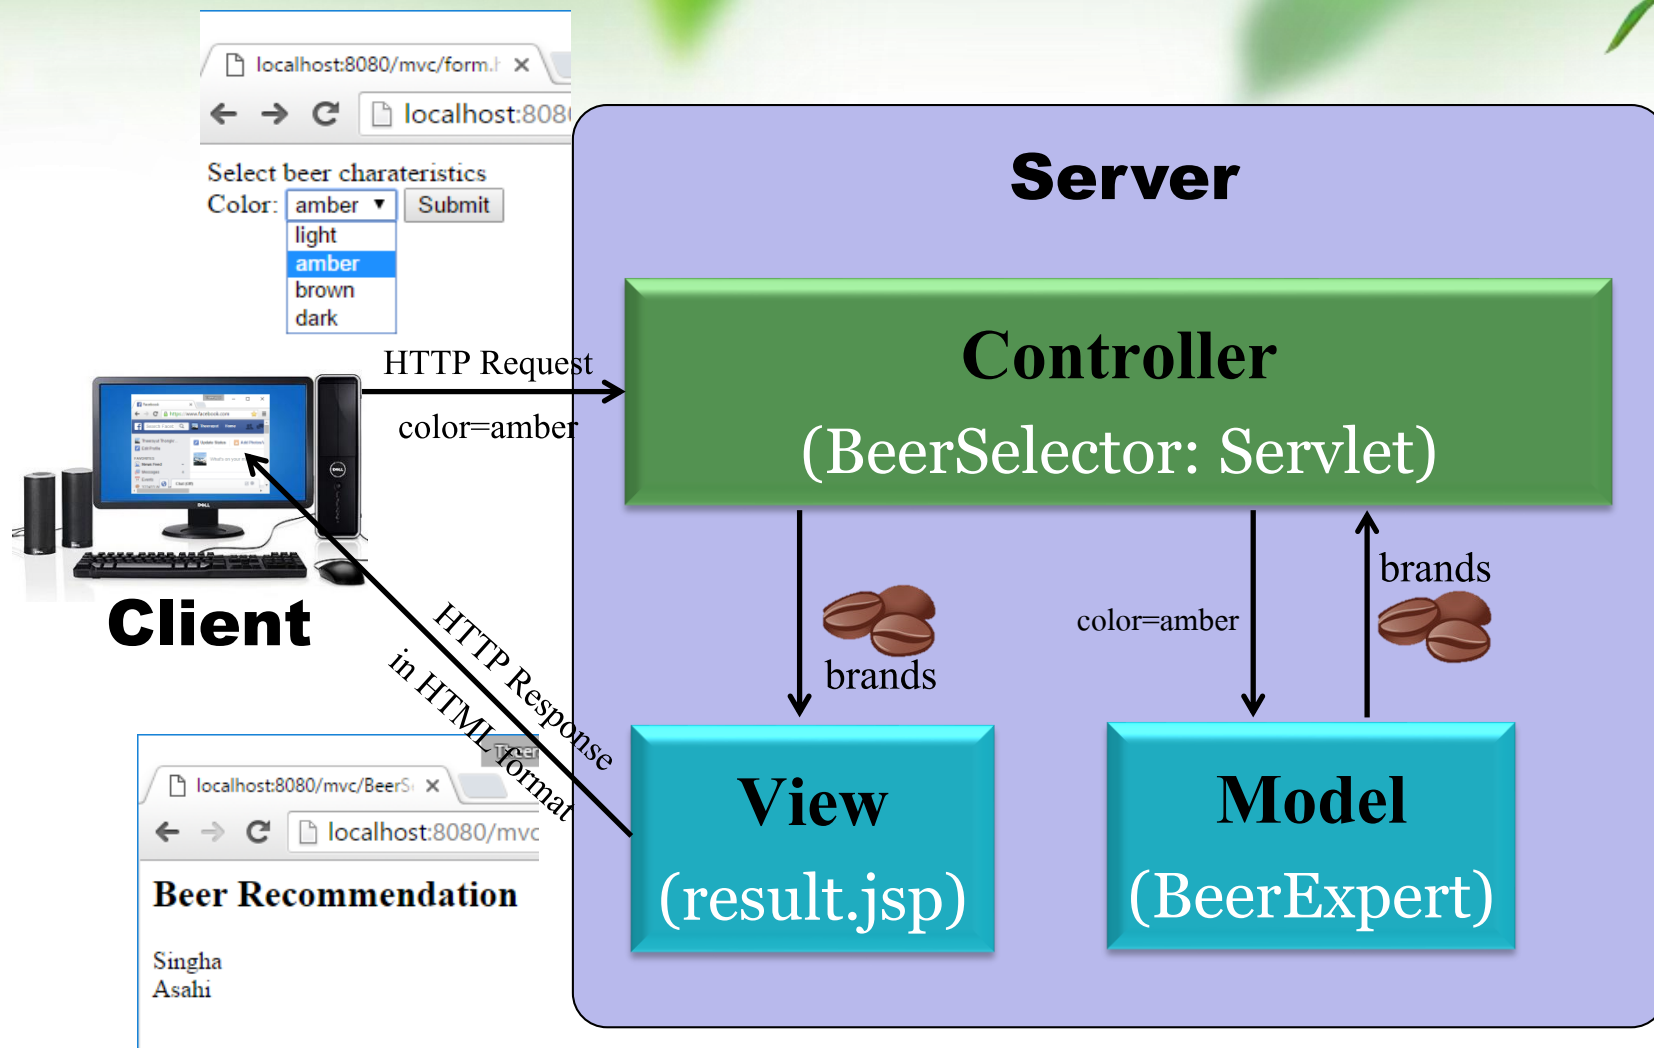 localhost:8080/mvc/form.h
localhost:808
Select beer charateristics
Color: amber Submit
light
amber
brown
dark
Server
Controller
(BeerSelector: Servlet)
HTTP Request
color=amber
Client
HTTP Response
in HTML format
brands
color=amber
brands
View
(result.jsp)
Model
(BeerExpert)
localhost:8080/mvc/BeerS
localhost:8080/mvc
Beer Recommendation
Singha
Asahi